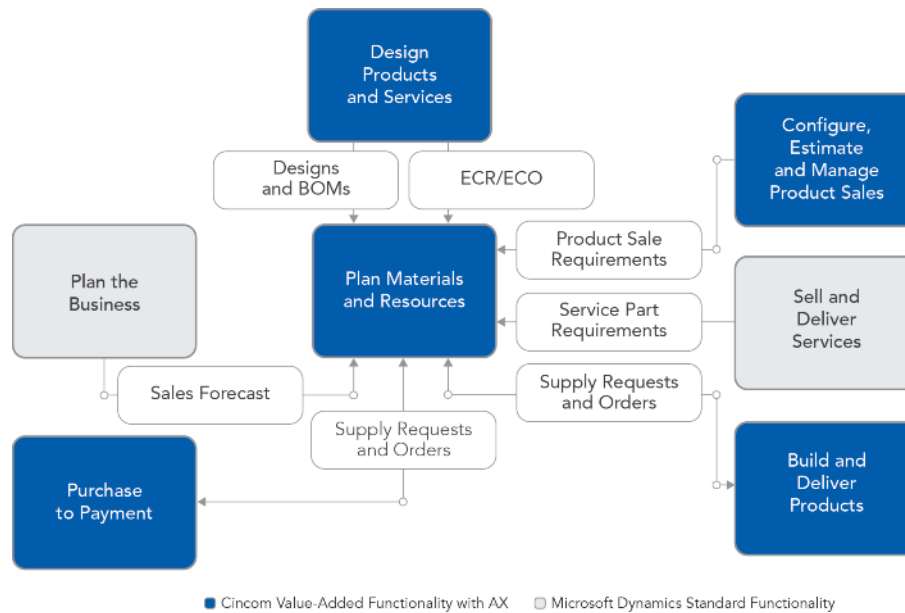 Design
Products
and Services
Configure,
Estimate
and Manage
Product Sales
Designs
and BOMs
ECR/ECO
Product Sale
Requirements
Plan the
Business
Plan Materials
and Resources
Service Part
Requirements
Sell and
Deliver
Services
Sales Forecast
Supply Requests
and Orders
Supply Requests
and Orders
Purchase
to Payment
Build and
Deliver
Products
Cincom Value-Added Functionality with AX
Microsoft Dynamics Standard Functionality